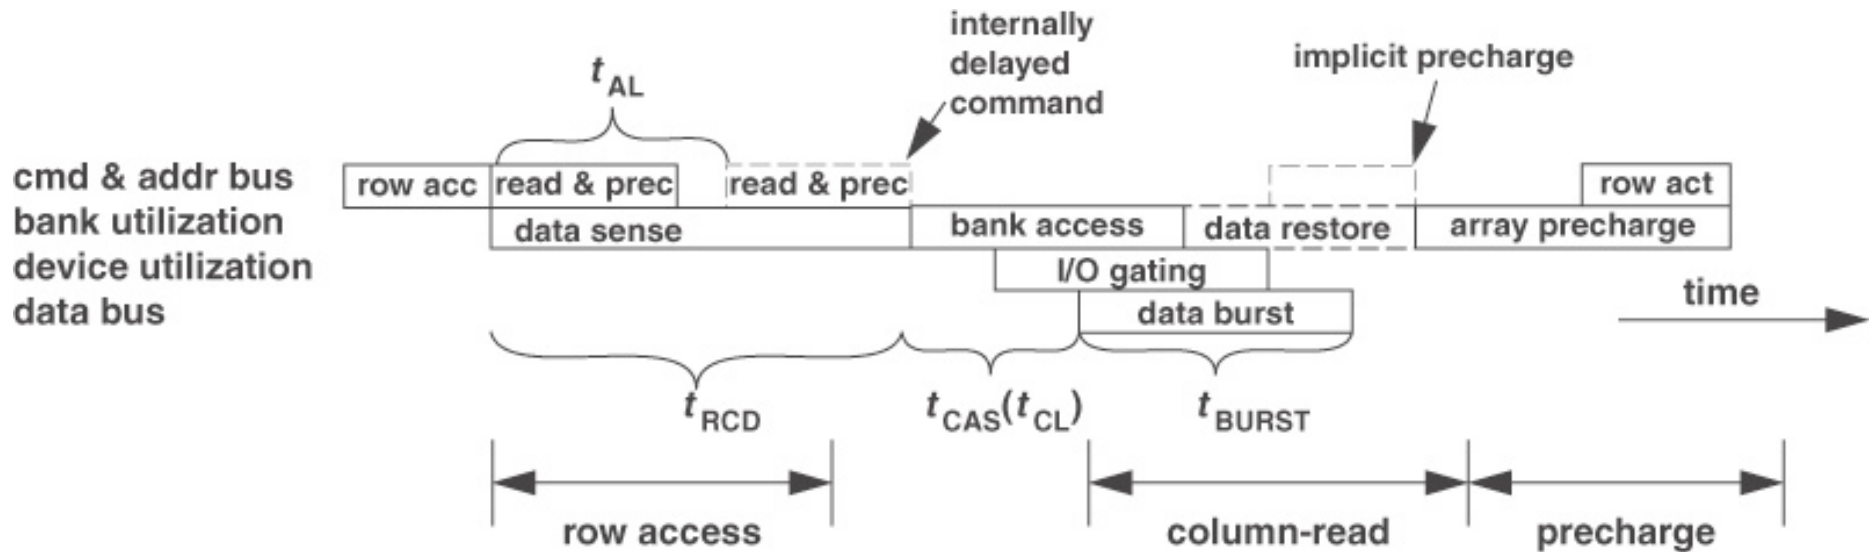 internally
delayed
command
implicit precharge
tAL
cmd & addr bus
row acc
read & prec
read & prec
row act
bank utilization
data sense
bank access
data restore
array precharge
device utilization
I/O gating
data bus
data burst
time
tRCD
tCAS(tCL)
tBURST
row access
column-read
precharge